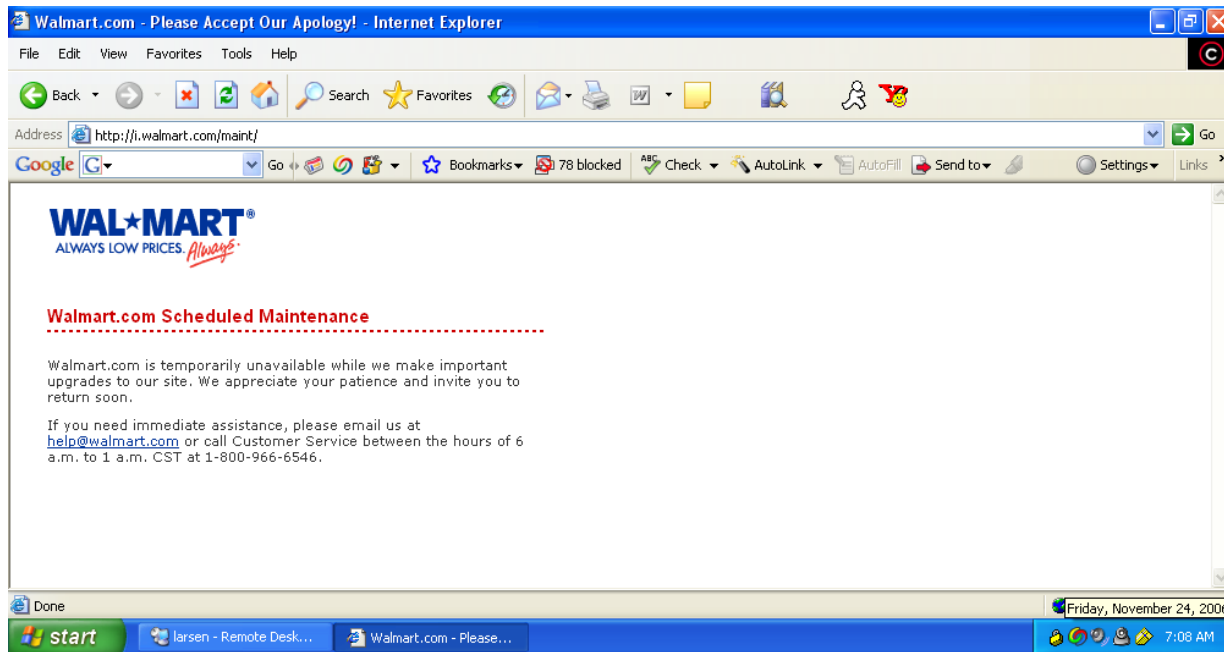 Walmart.com - Please Accept Our Apology! - Internet Explorer
File Edit View Favorites Tools Help
Back Search Favorites
Address http://i.walmart.com/maint/ Go
Google G Go Bookmarks 78 blocked ABC Check AutoLink AutoFill Send to Settings Links
WAL★MART®
ALWAYS LOW PRICES. Always.
Walmart.com Scheduled Maintenance
Walmart.com is temporarily unavailable while we make important
upgrades to our site. We appreciate your patience and invite you to
return soon.
If you need immediate assistance, please email us at
help@walmart.com or call Customer Service between the hours of 6
a.m. to 1 a.m. CST at 1-800-966-6546.
Done
Friday, November 24, 2006
start larsen - Remote Desk... Walmart.com - Please... 7:08 AM